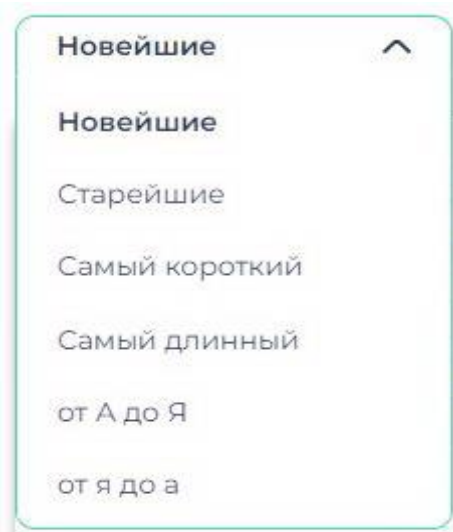 Новейшие
Новейшие
Старейшие
Самый короткий
Самый длинный
от А до Я
от я до а